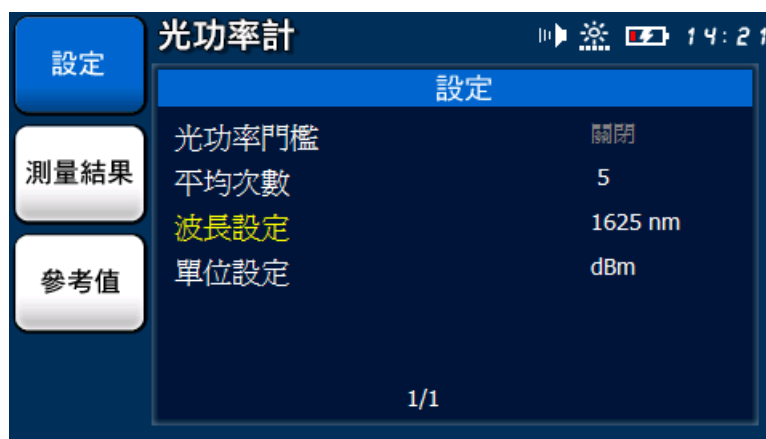 光功率計 14:21
設定
測量結果
參考值
設定
光功率門檻 關閉
平均次數 5
波長設定 1625 nm
單位設定 dBm
1/1